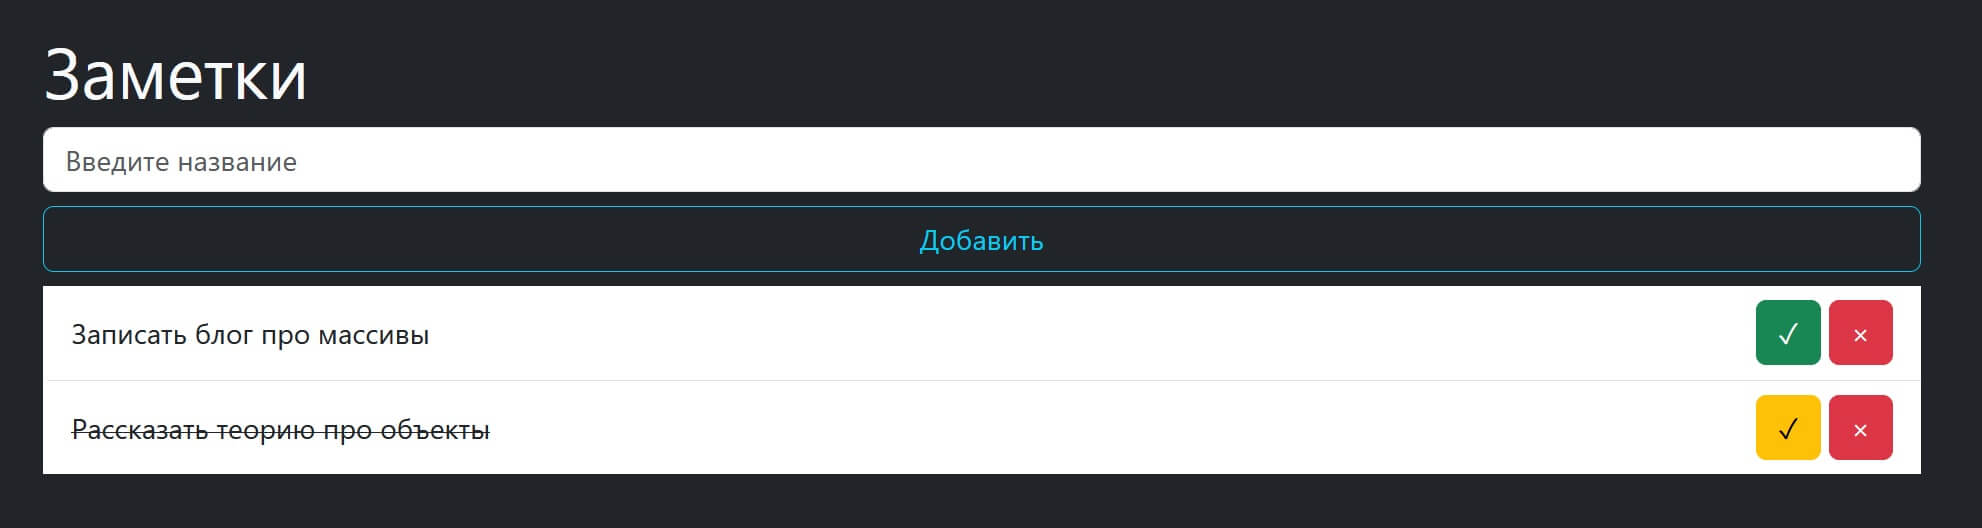 Заметки
Введите название
Добавить
Записать блог про массивы
✓ ×
Рассказать теорию про объекты
✓ ×